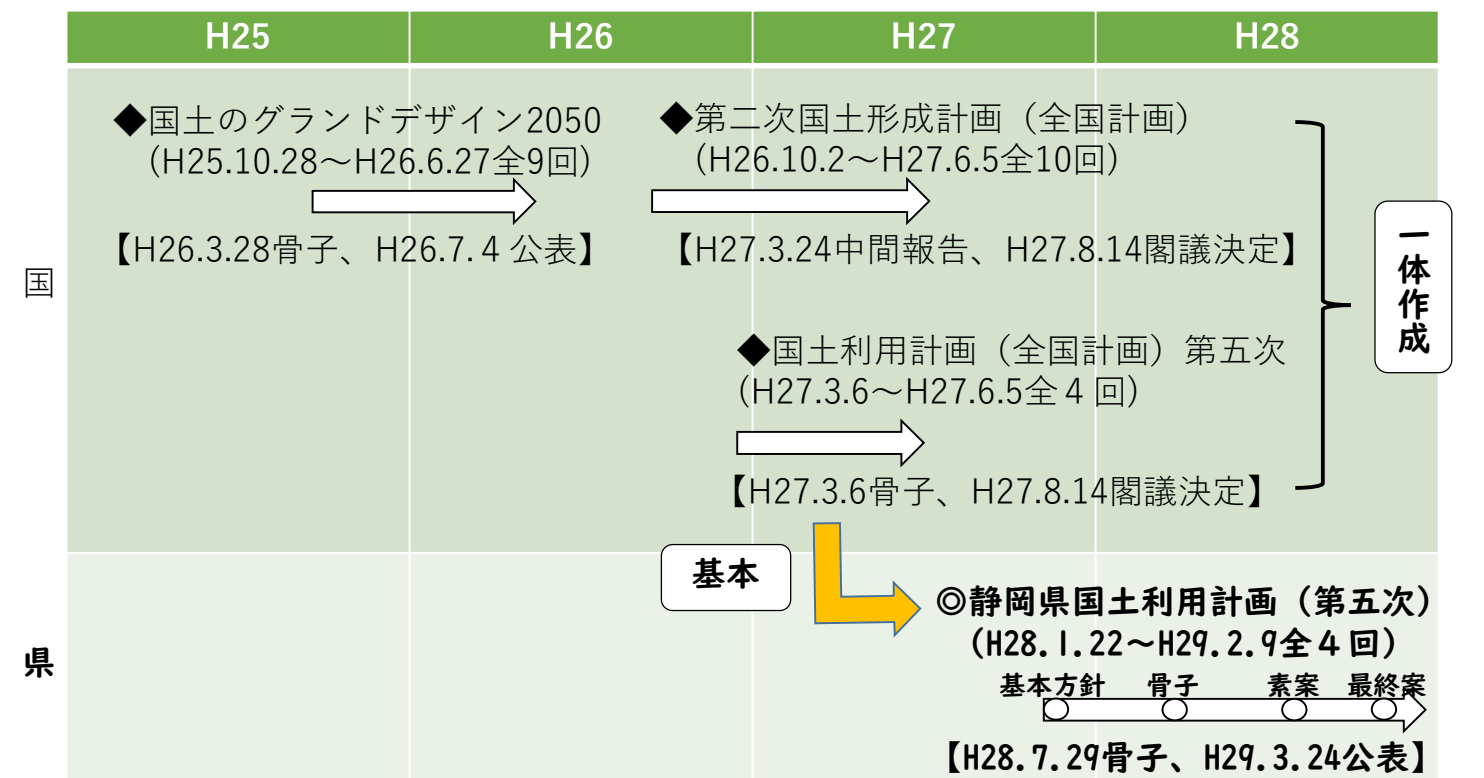 H25 H26 H27 H28
国
◆国土のグランドデザイン2050
(H25.10.28～H26.6.27全9回)
【H26.3.28骨子、H26.7.４公表】
◆第二次国土形成計画（全国計画）
(H26.10.2～H27.6.5全10回)
【H27.3.24中間報告、H27.8.14閣議決定】
◆国土利用計画（全国計画）第五次
(H27.3.6～H27.6.5全４回)
【H27.3.6骨子、H27.8.14閣議決定】
一体作成
基本
県
◎静岡県国土利用計画（第五次）
(H28.1.22～H29.2.9全４回)
基本方針 骨子 素案 最終案
【H28.7.29骨子、H29.3.24公表】